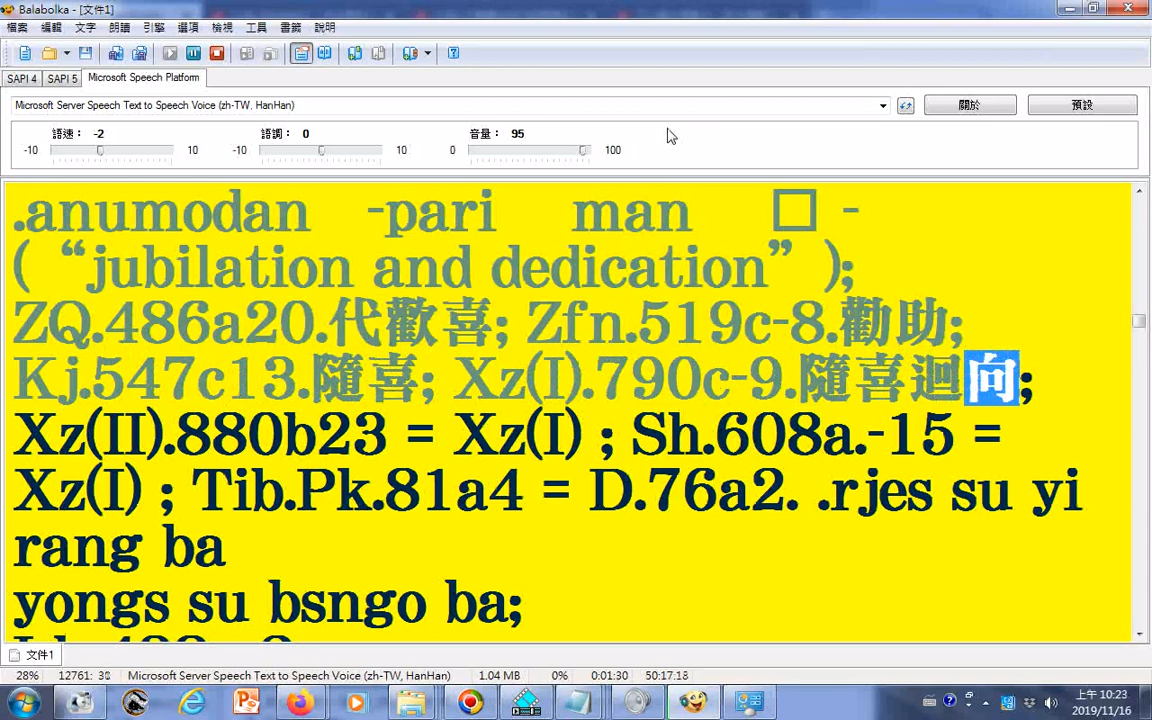 Balabolka - [文件1]
檔案 編輯 文字 朗讀 引擎 選項 檢視 工具 書籤 說明
SAPI 4 SAPI 5 Microsoft Speech Platform
Microsoft Server Speech Text to Speech Voice (zh-TW, HanHan) 關於 預設
語速： -2 語調： 0 音量： 95
-10 10 -10 10 0 100
.anumodan -pari man □ -
(“jubilation and dedication”);
ZQ.486a20.代歡喜; Zfn.519c-8.勸助;
Kj.547c13.隨喜; Xz(I).790c-9.隨喜迴向;
Xz(II).880b23 = Xz(I) ; Sh.608a.-15 =
Xz(I) ; Tib.Pk.81a4 = D.76a2. .rjes su yi
rang ba
yongs su bsngo ba;
文件1
28% 12761: 38 Microsoft Server Speech Text to Speech Voice (zh-TW, HanHan) 1.04 MB 0% 0:01:30 50:17:18
上午 10:23
2019/11/16